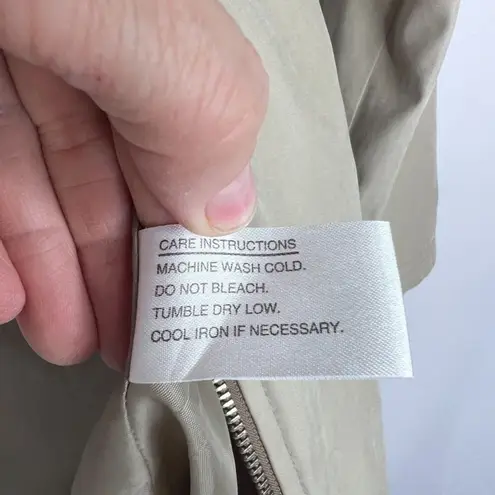 CARE INSTRUCTIONS
MACHINE WASH COLD.
DO NOT BLEACH.
TUMBLE DRY LOW.
COOL IRON IF NECESSARY.